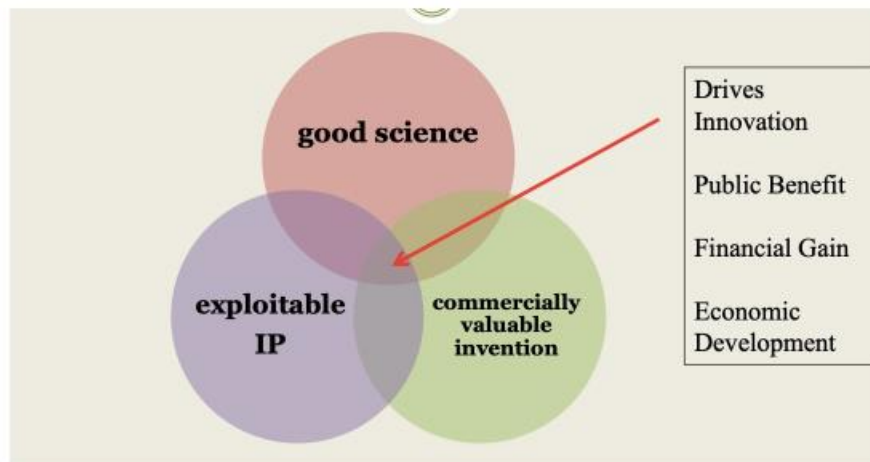 good science
exploitable
IP
commercially
valuable
invention
Drives
Innovation
Public Benefit
Financial Gain
Economic
Development